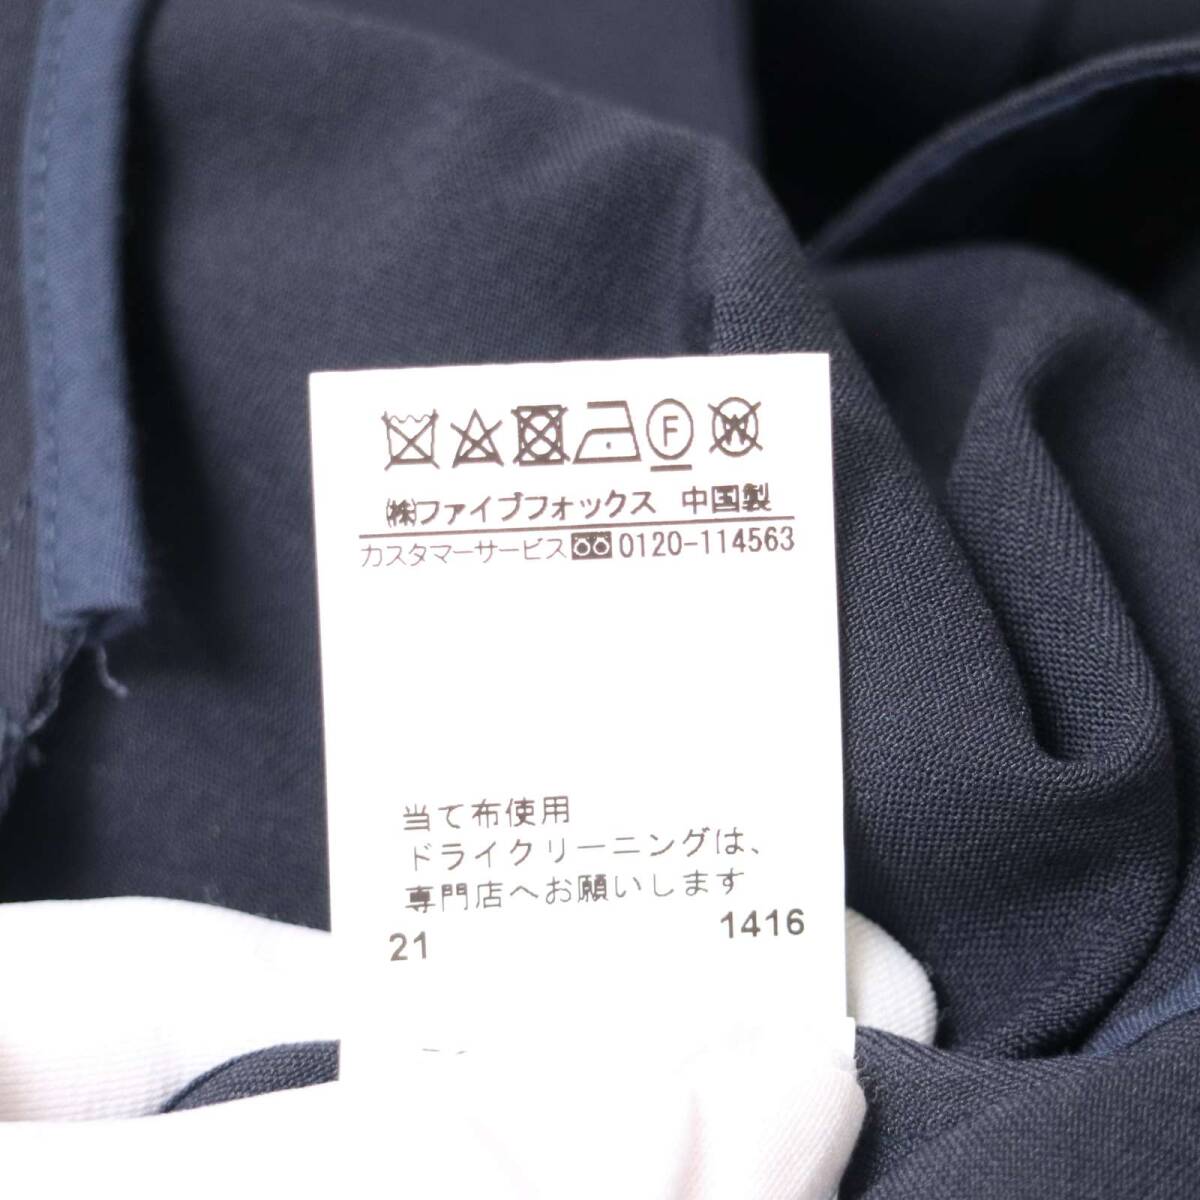 F W
㈱ファイブフォックス 中国製
カスタマーサービス 0120-114563
当て布使用
ドライクリーニングは、
専門店へお願いします
21 1416